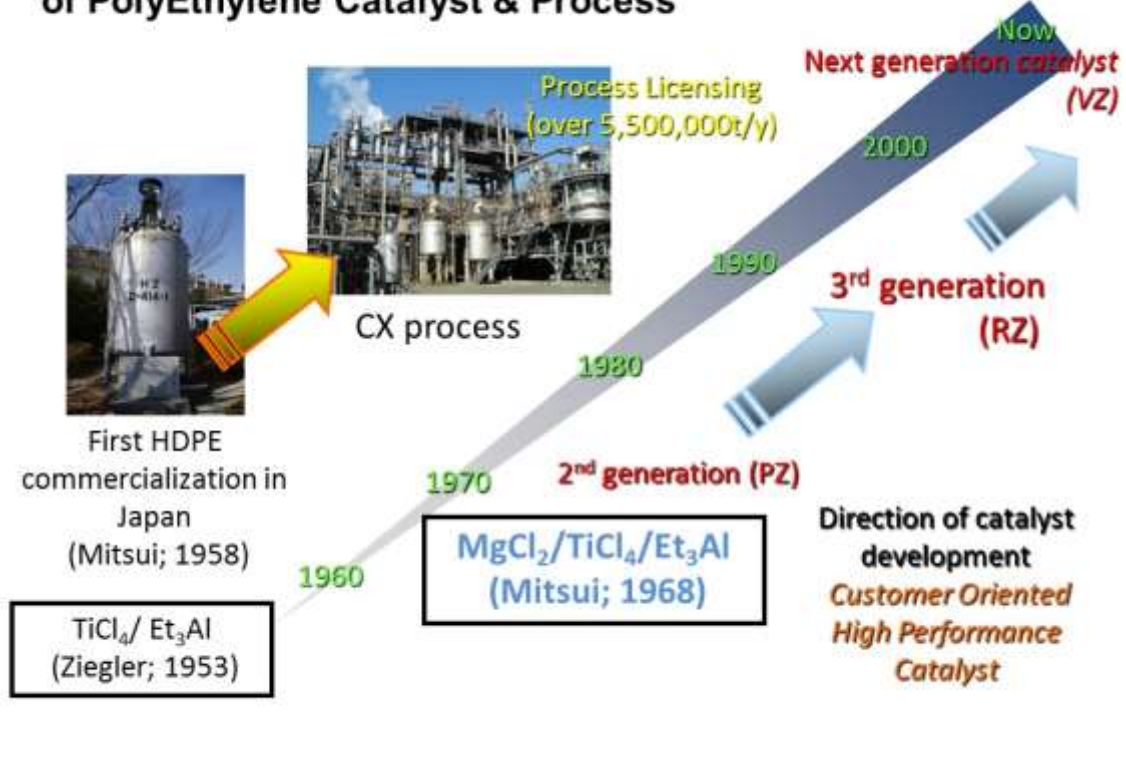 of PolyEthylene Catalyst & Process
Now
Next generation catalyst
(VZ)
Process Licensing
(over 5,500,000t/y)
2000
1990
3rd generation
(RZ)
CX process
1980
First HDPE
commercialization in
Japan
(Mitsui; 1958)
1970
2nd generation (PZ)
MgCl2/TiCl4/Et3Al
(Mitsui; 1968)
Direction of catalyst
development
Customer Oriented
High Performance
Catalyst
1960
TiCl4/ Et3Al
(Ziegler; 1953)